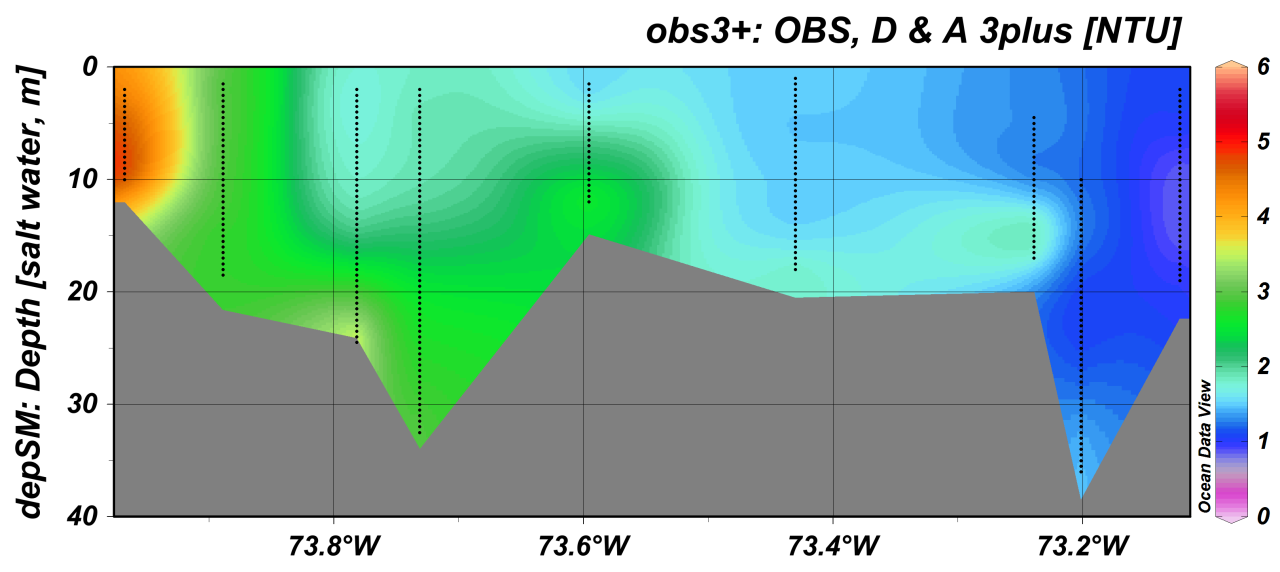 obs3+: OBS, D & A 3plus [NTU]
depSM: Depth [salt water, m]
0
10
20
30
40
73.8°W
73.6°W
73.4°W
73.2°W
Ocean Data View
6
5
4
3
2
1
0